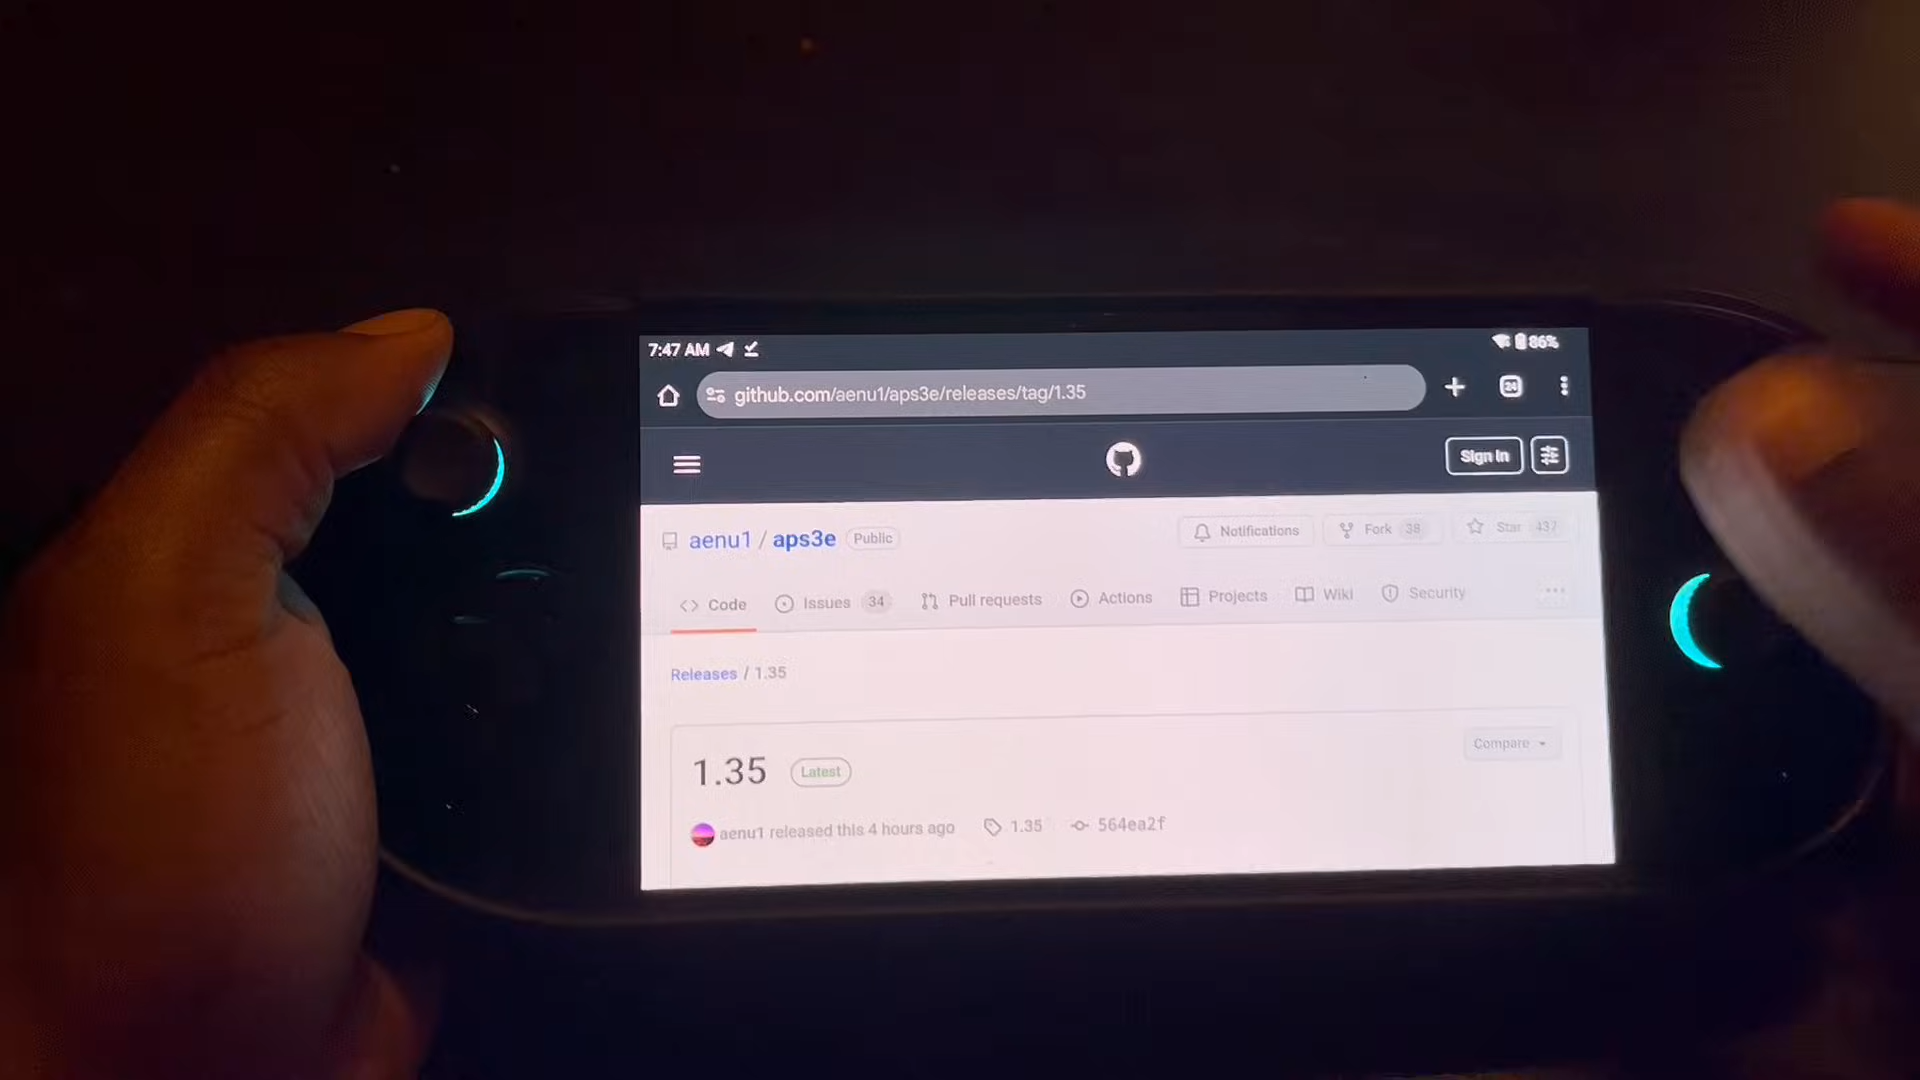 7:47 AM 86%
github.com/aenu1/aps3e/releases/tag/1.35 24
Sign in
aenu1 / aps3e Public Notifications Fork 38 Star 437
Code Issues 34 Pull requests Actions Projects Wiki Security
Releases / 1.35
1.35 Latest Compare
aenu1 released this 4 hours ago 1.35 564ea2f